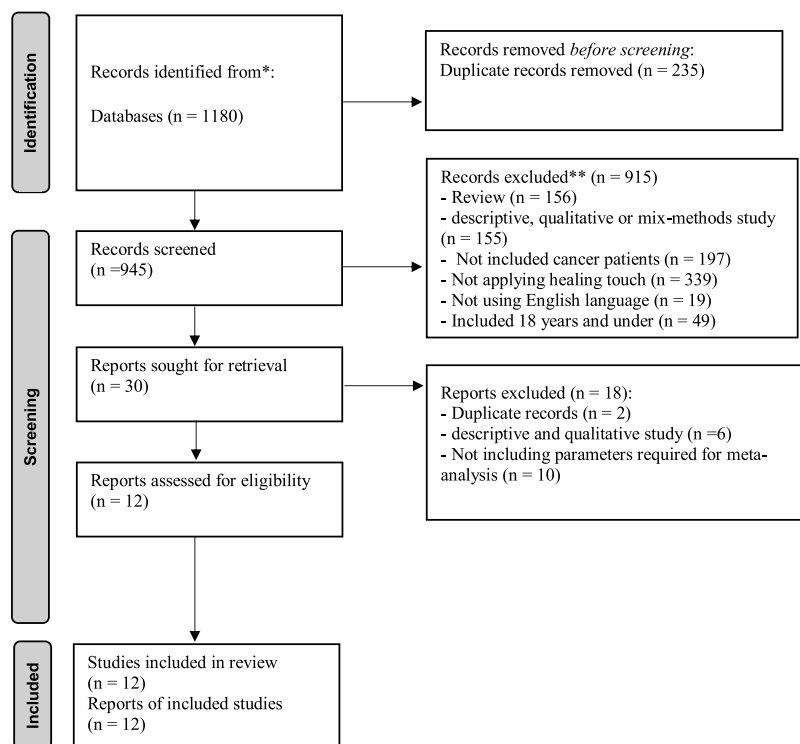 Identification
Records identified from*:
Databases (n = 1180)
Records removed before screening:
Duplicate records removed (n = 235)
Screening
Records screened
(n =945)
Records excluded** (n = 915)
- Review (n = 156)
- descriptive, qualitative or mix-methods study
(n = 155)
- Not included cancer patients (n = 197)
- Not applying healing touch (n = 339)
- Not using English language (n = 19)
- Included 18 years and under (n = 49)
Reports sought for retrieval
(n = 30)
Reports excluded (n = 18):
- Duplicate records (n = 2)
- descriptive and qualitative study (n =6)
- Not including parameters required for meta-
analysis (n = 10)
Reports assessed for eligibility
(n = 12)
Included
Studies included in review
(n = 12)
Reports of included studies
(n = 12)